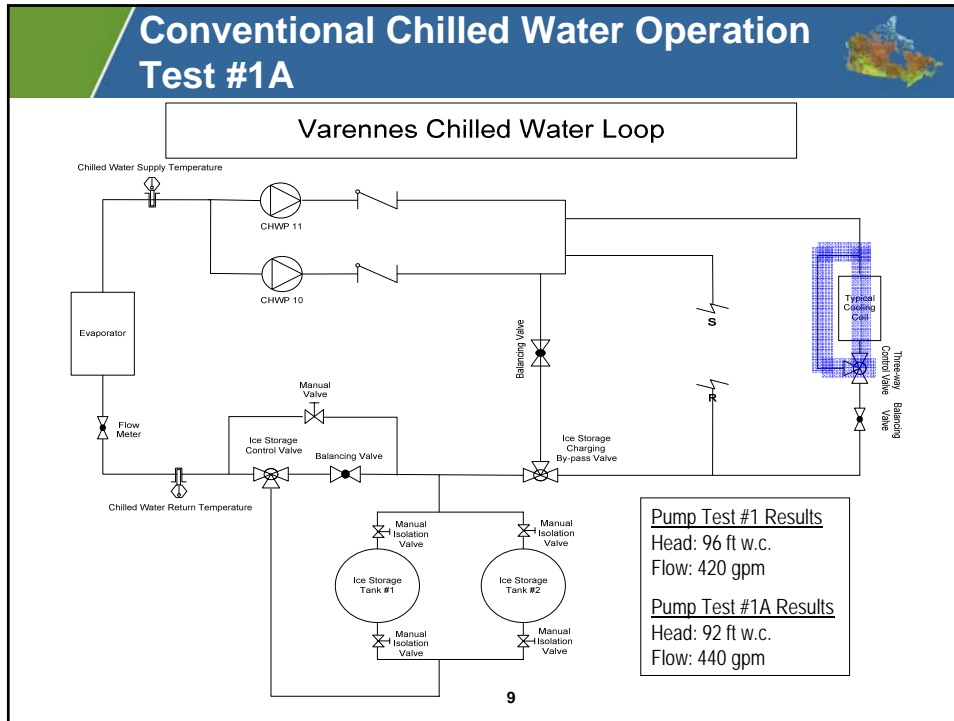 Conventional Chilled Water Operation
Test #1A
Varennes Chilled Water Loop
Chilled Water Supply Temperature
CHWP 11
CHWP 10
Evaporator
Balancing Valve
S
R
Typical
Cooling
Coil
Three-way
Control Valve
Balancing
Valve
Manual
Valve
Flow
Meter
Ice Storage
Control Valve
Balancing Valve
Ice Storage
Charging
By-pass Valve
Chilled Water Return Temperature
Manual
Isolation
Valve
Manual
Isolation
Valve
Ice Storage
Tank #1
Ice Storage
Tank #2
Manual
Isolation
Valve
Manual
Isolation
Valve
Pump Test #1 Results
Head: 96 ft w.c.
Flow: 420 gpm
Pump Test #1A Results
Head: 92 ft w.c.
Flow: 440 gpm
9